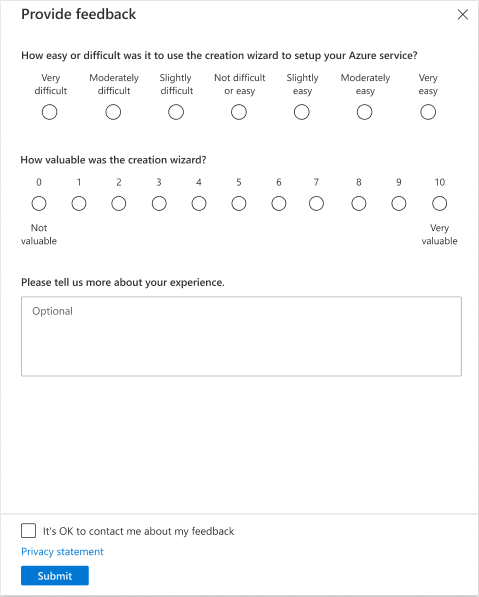 Provide feedback
How easy or difficult was it to use the creation wizard to setup your Azure service?
Very difficult
Moderately difficult
Slightly difficult
Not difficult or easy
Slightly easy
Moderately easy
Very easy
How valuable was the creation wizard?
0 1 2 3 4 5 6 7 8 9 10
Not valuable
Very valuable
Please tell us more about your experience.
Optional
It's OK to contact me about my feedback
Privacy statement
Submit